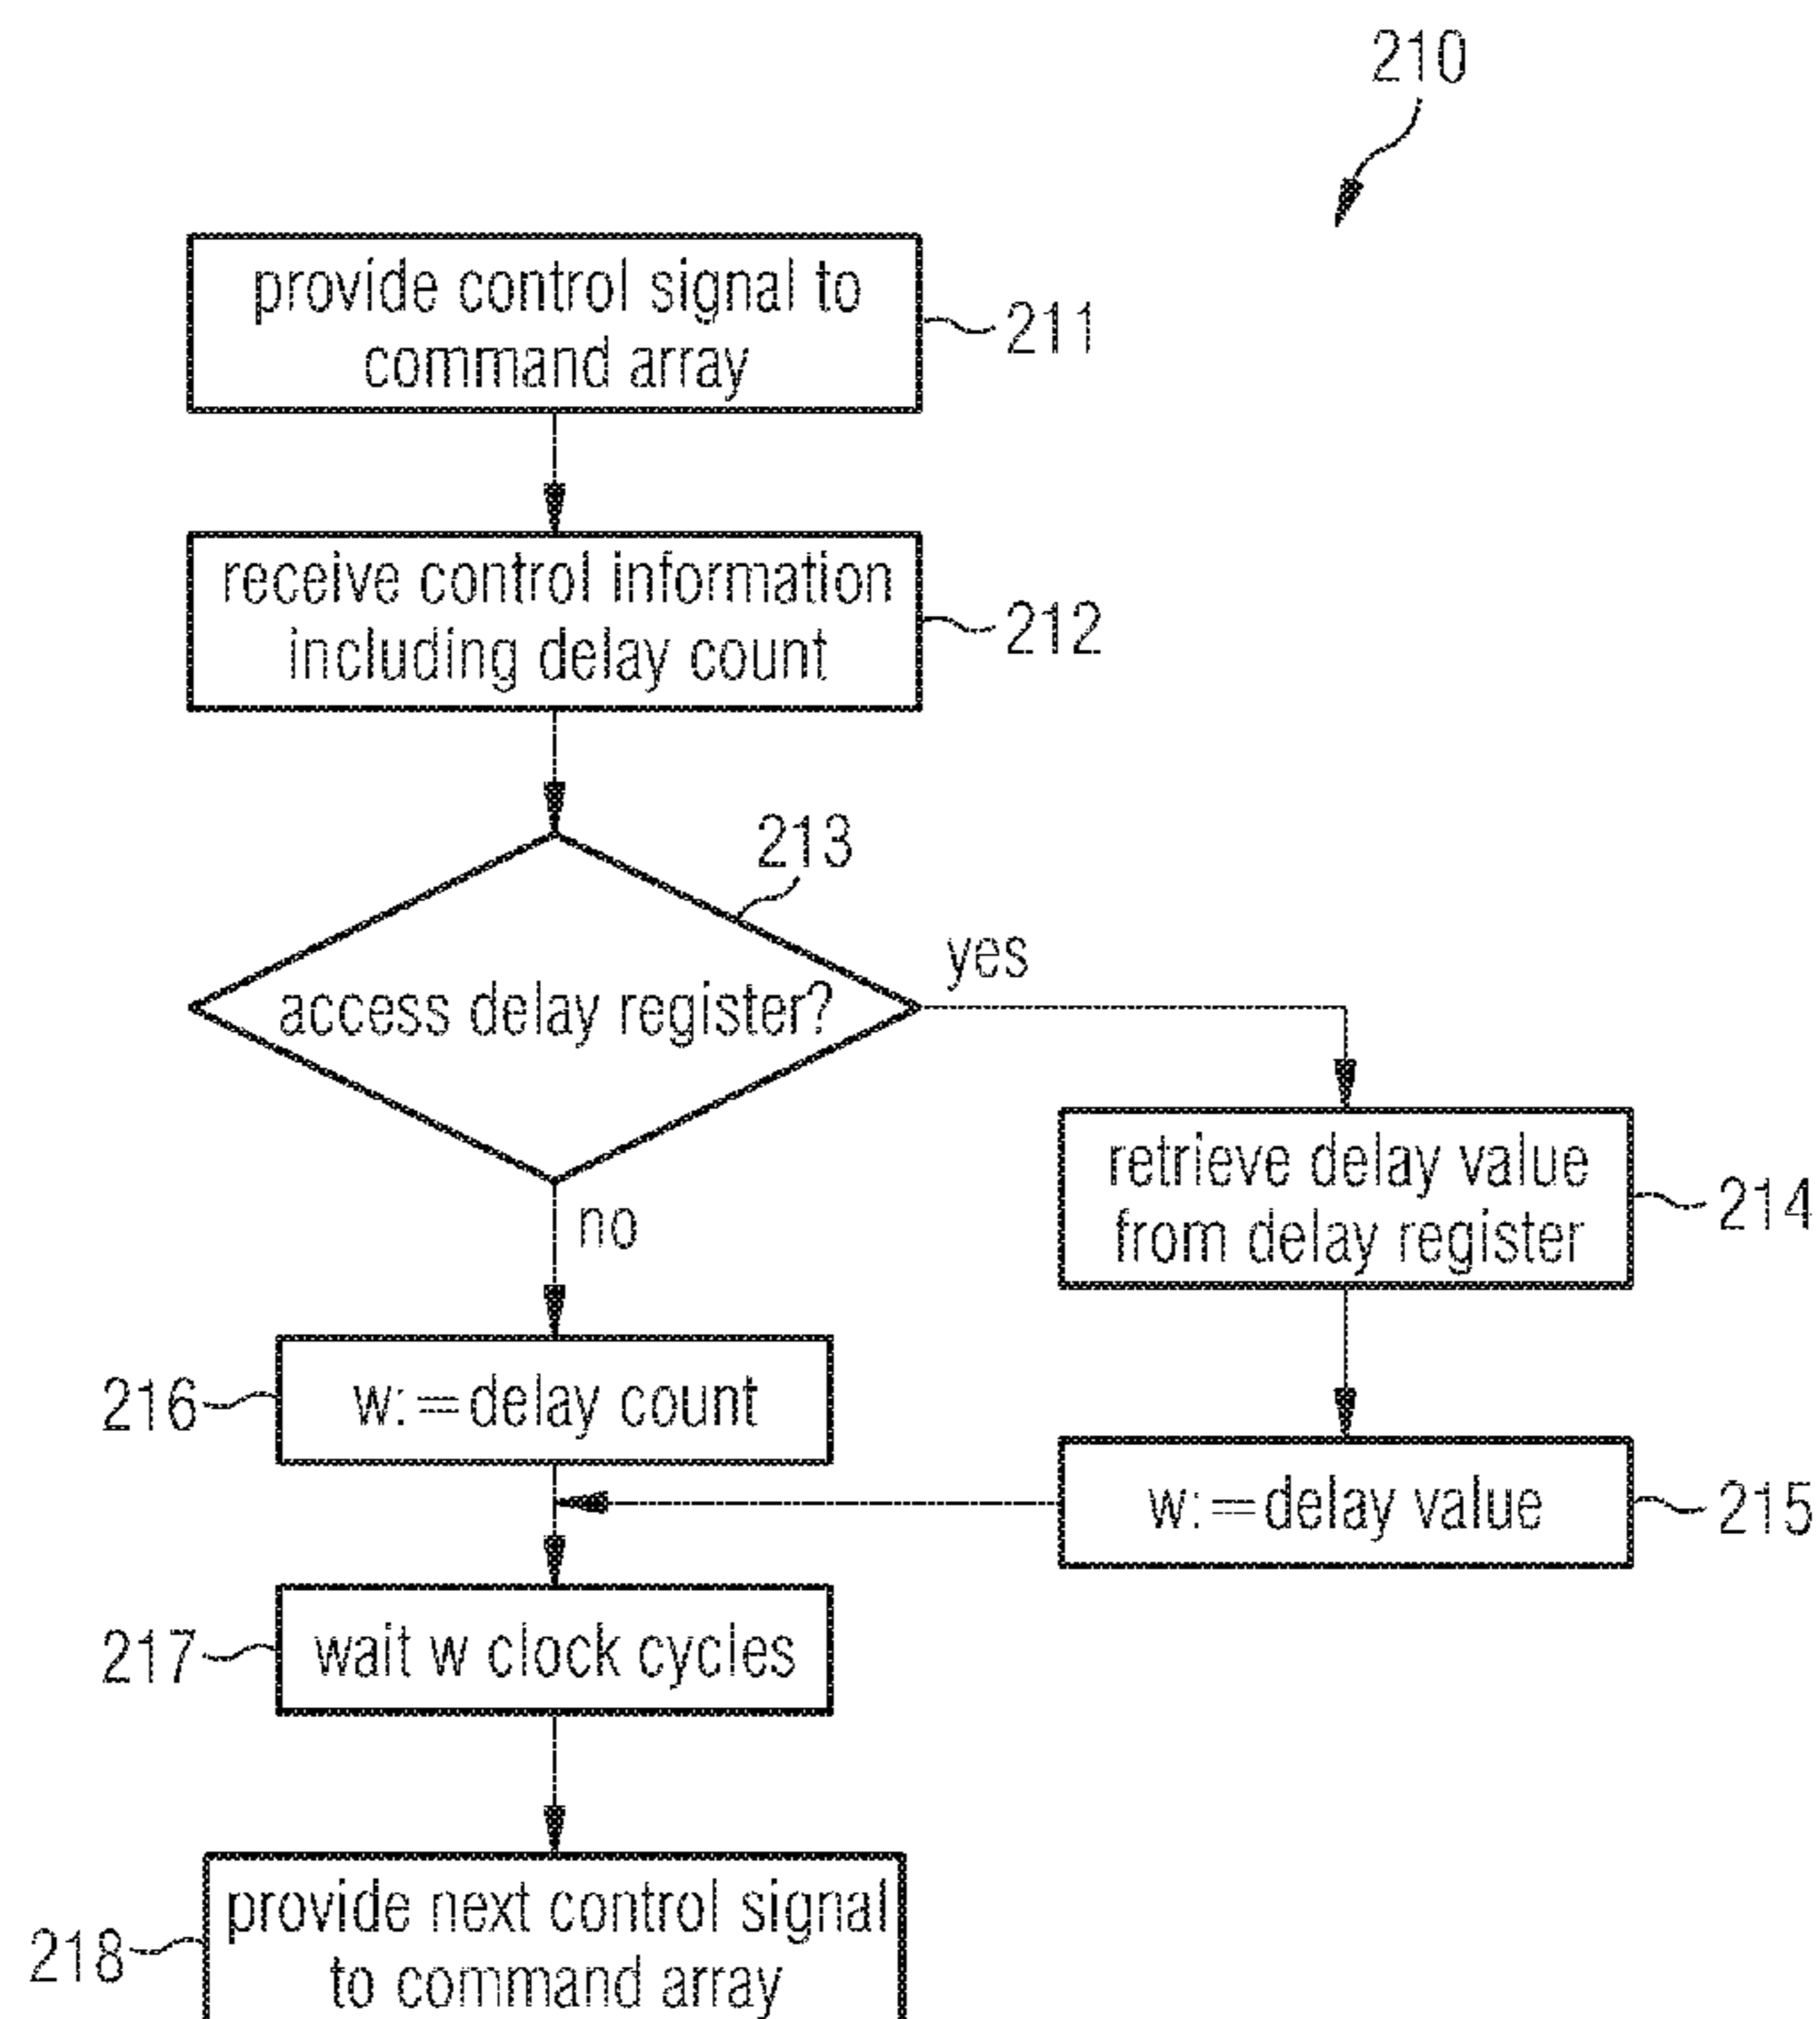 210
provide control signal to
command array
211
receive control information
including delay count
212
213
access delay register?
yes
no
retrieve delay value
from delay register
214
216
w:=delay count
w:=delay value
215
217
wait w clock cycles
218
provide next control signal
to command array